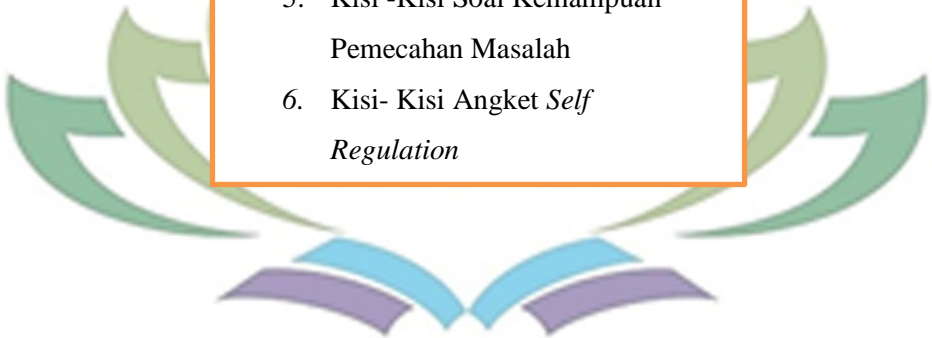 5. Kisi -Kisi Soal Kemampuan
Pemecahan Masalah
6. Kisi- Kisi Angket Self
Regulation